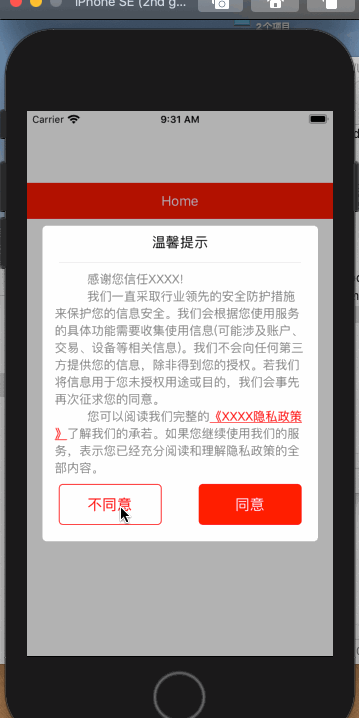 iPhone SE (2nd g...
2个项目
Carrier
9:31 AM
Home
温馨提示
感谢您信任XXXX!
我们一直采取行业领先的安全防护措施
来保护您的信息安全。我们会根据您使用服务
的具体功能需要收集使用信息(可能涉及账户、
交易、设备等相关信息)。我们不会向任何第三
方提供您的信息，除非得到您的授权。若我们
将信息用于您未授权用途或目的，我们会事先
再次征求您的同意。
您可以阅读我们完整的《XXXX隐私政策
》了解我们的承若。如果您继续使用我们的服
务，表示您已经充分阅读和理解隐私政策的全
部内容。
不同意
同意